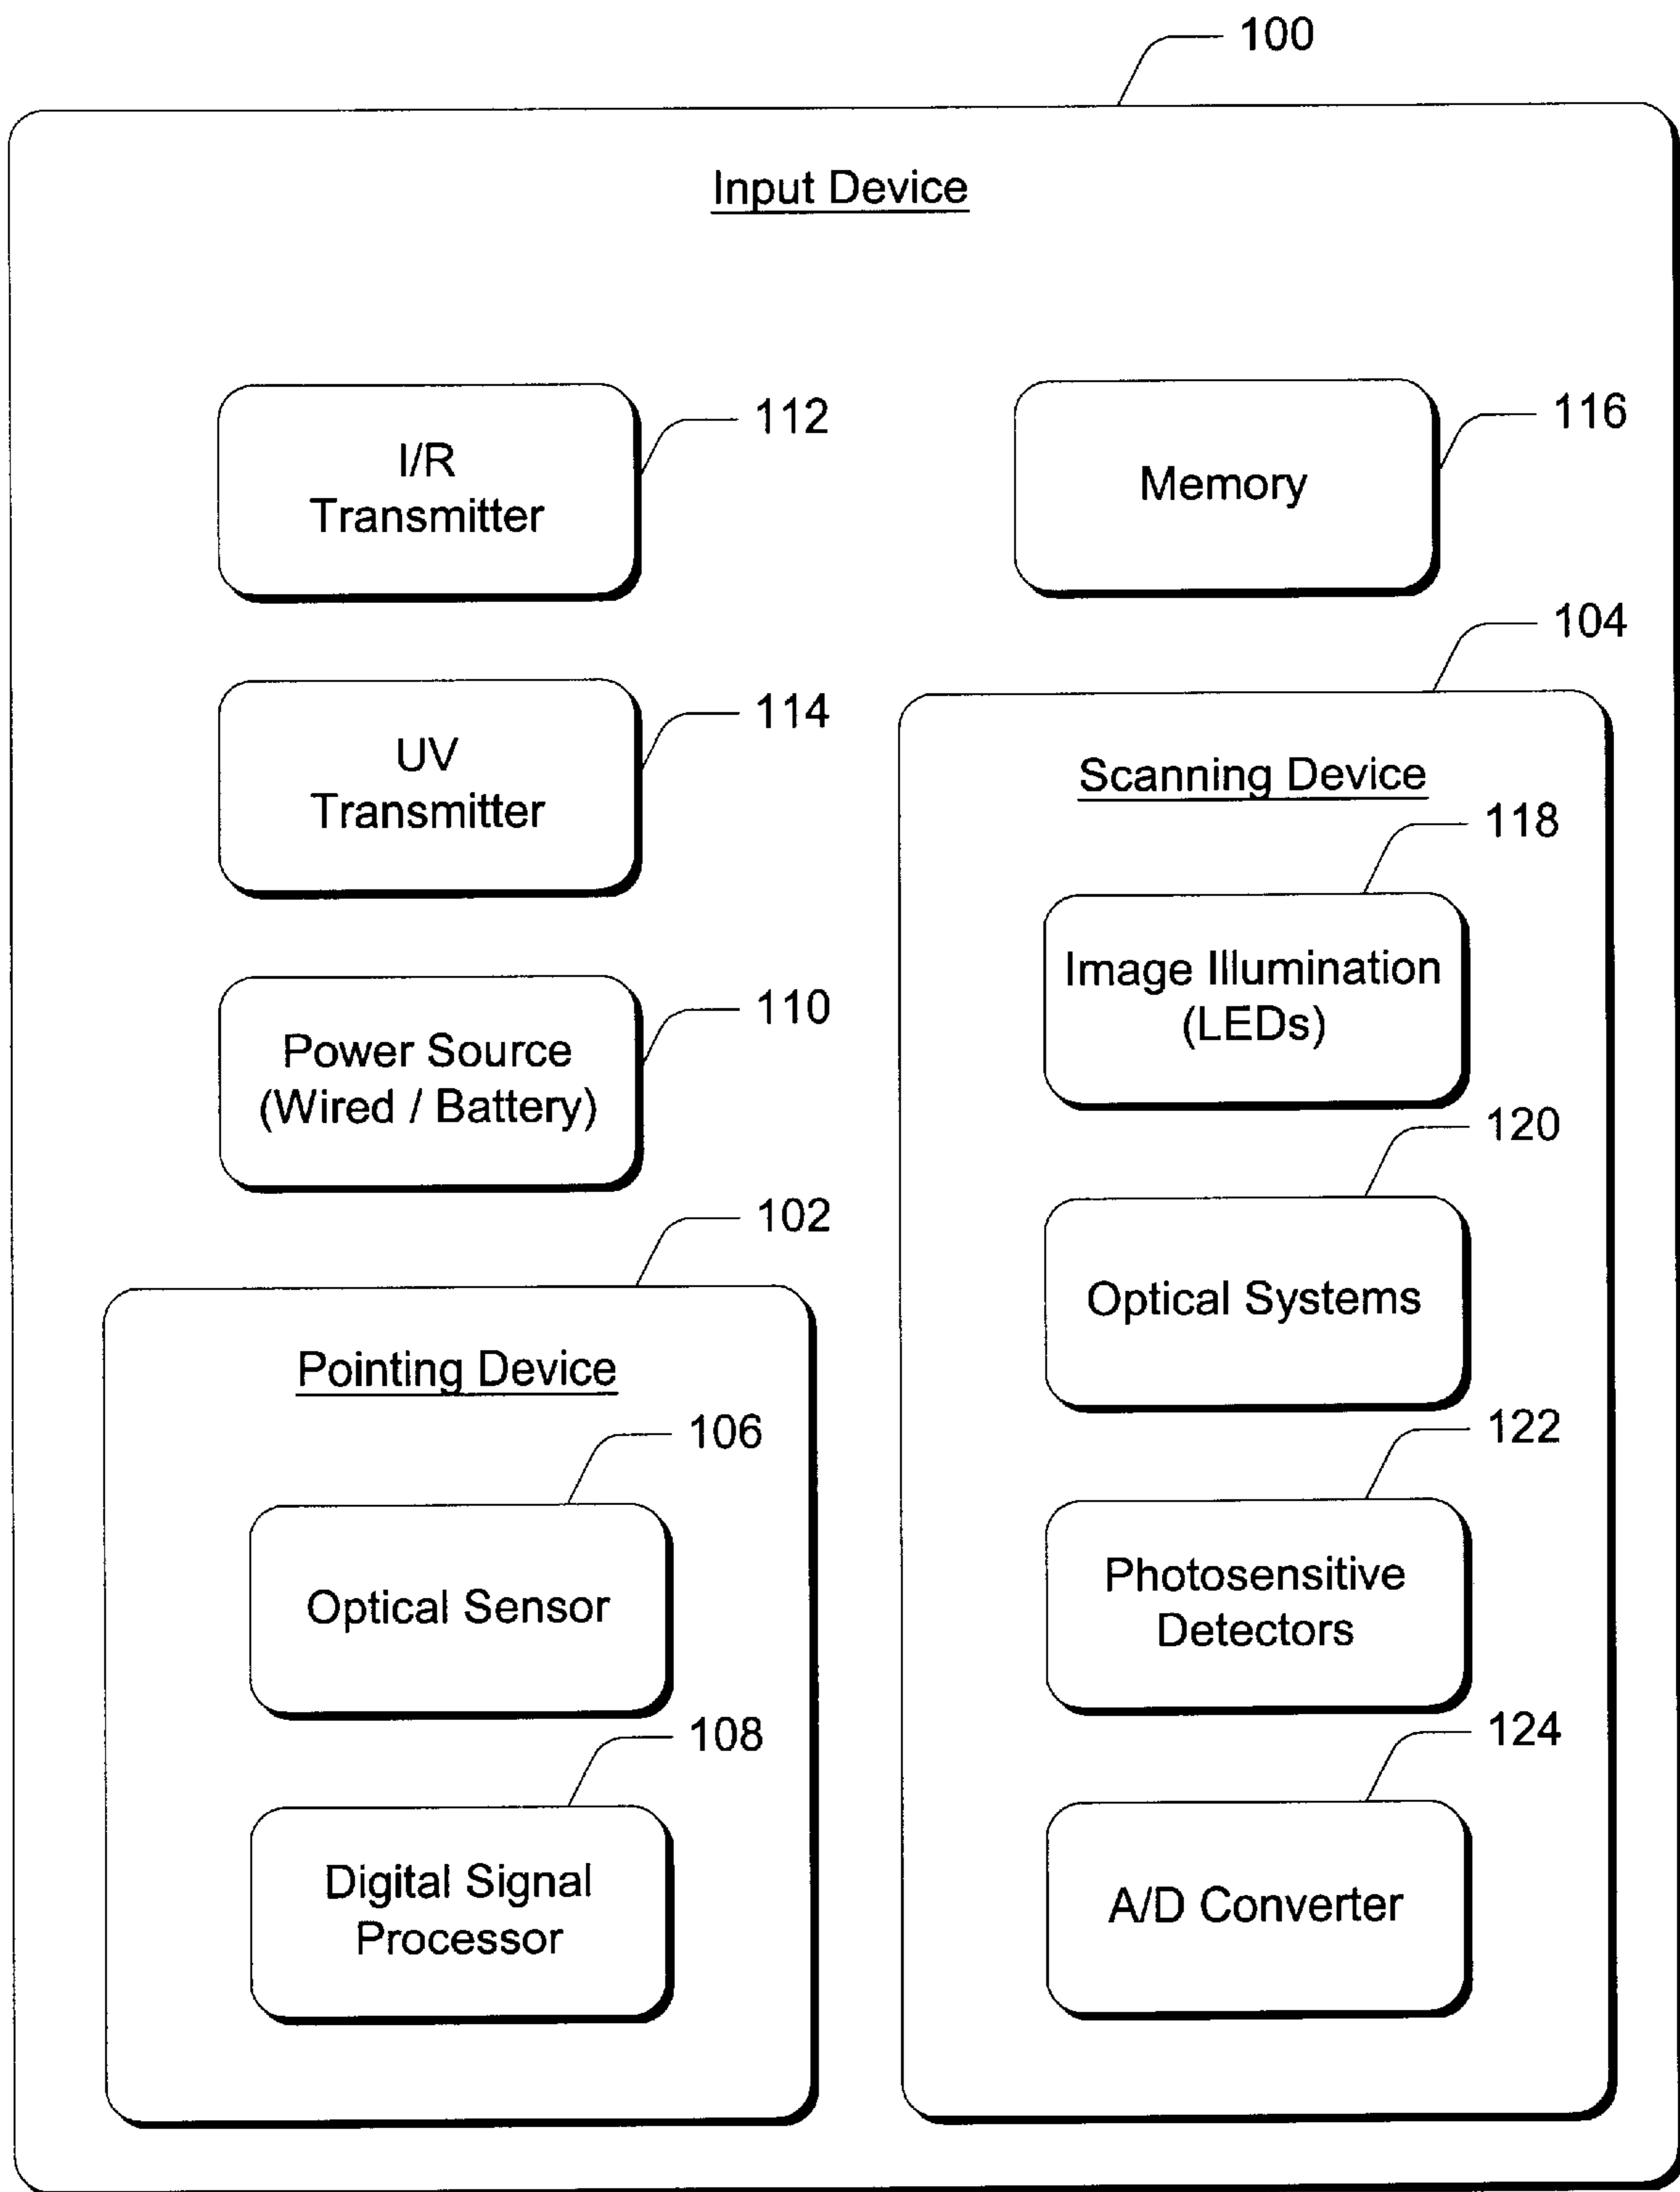 100
Input Device
I/R
Transmitter
112
Memory
116
UV
Transmitter
114
Power Source
(Wired / Battery)
110
102
Pointing Device
106
Optical Sensor
108
Digital Signal
Processor
104
Scanning Device
118
Image Illumination
(LEDs)
120
Optical Systems
122
Photosensitive
Detectors
124
A/D Converter